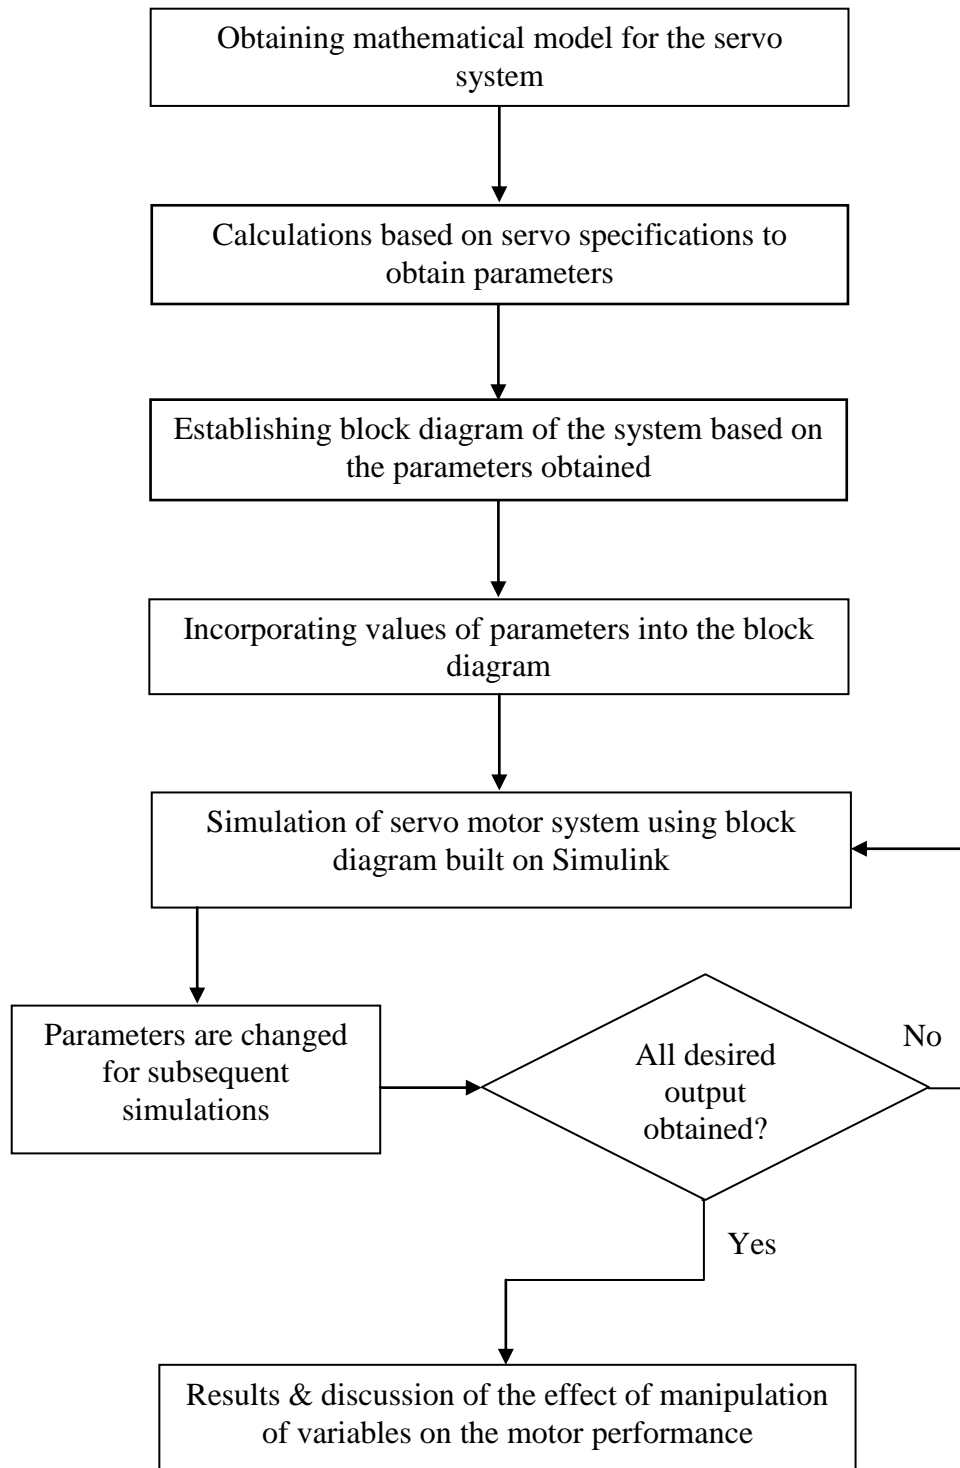 Obtaining mathematical model for the servo
system
Calculations based on servo specifications to
obtain parameters
Establishing block diagram of the system based on
the parameters obtained
Incorporating values of parameters into the block
diagram
Simulation of servo motor system using block
diagram built on Simulink
Parameters are changed
for subsequent
simulations
All desired
output
obtained?
No
Yes
Results & discussion of the effect of manipulation
of variables on the motor performance